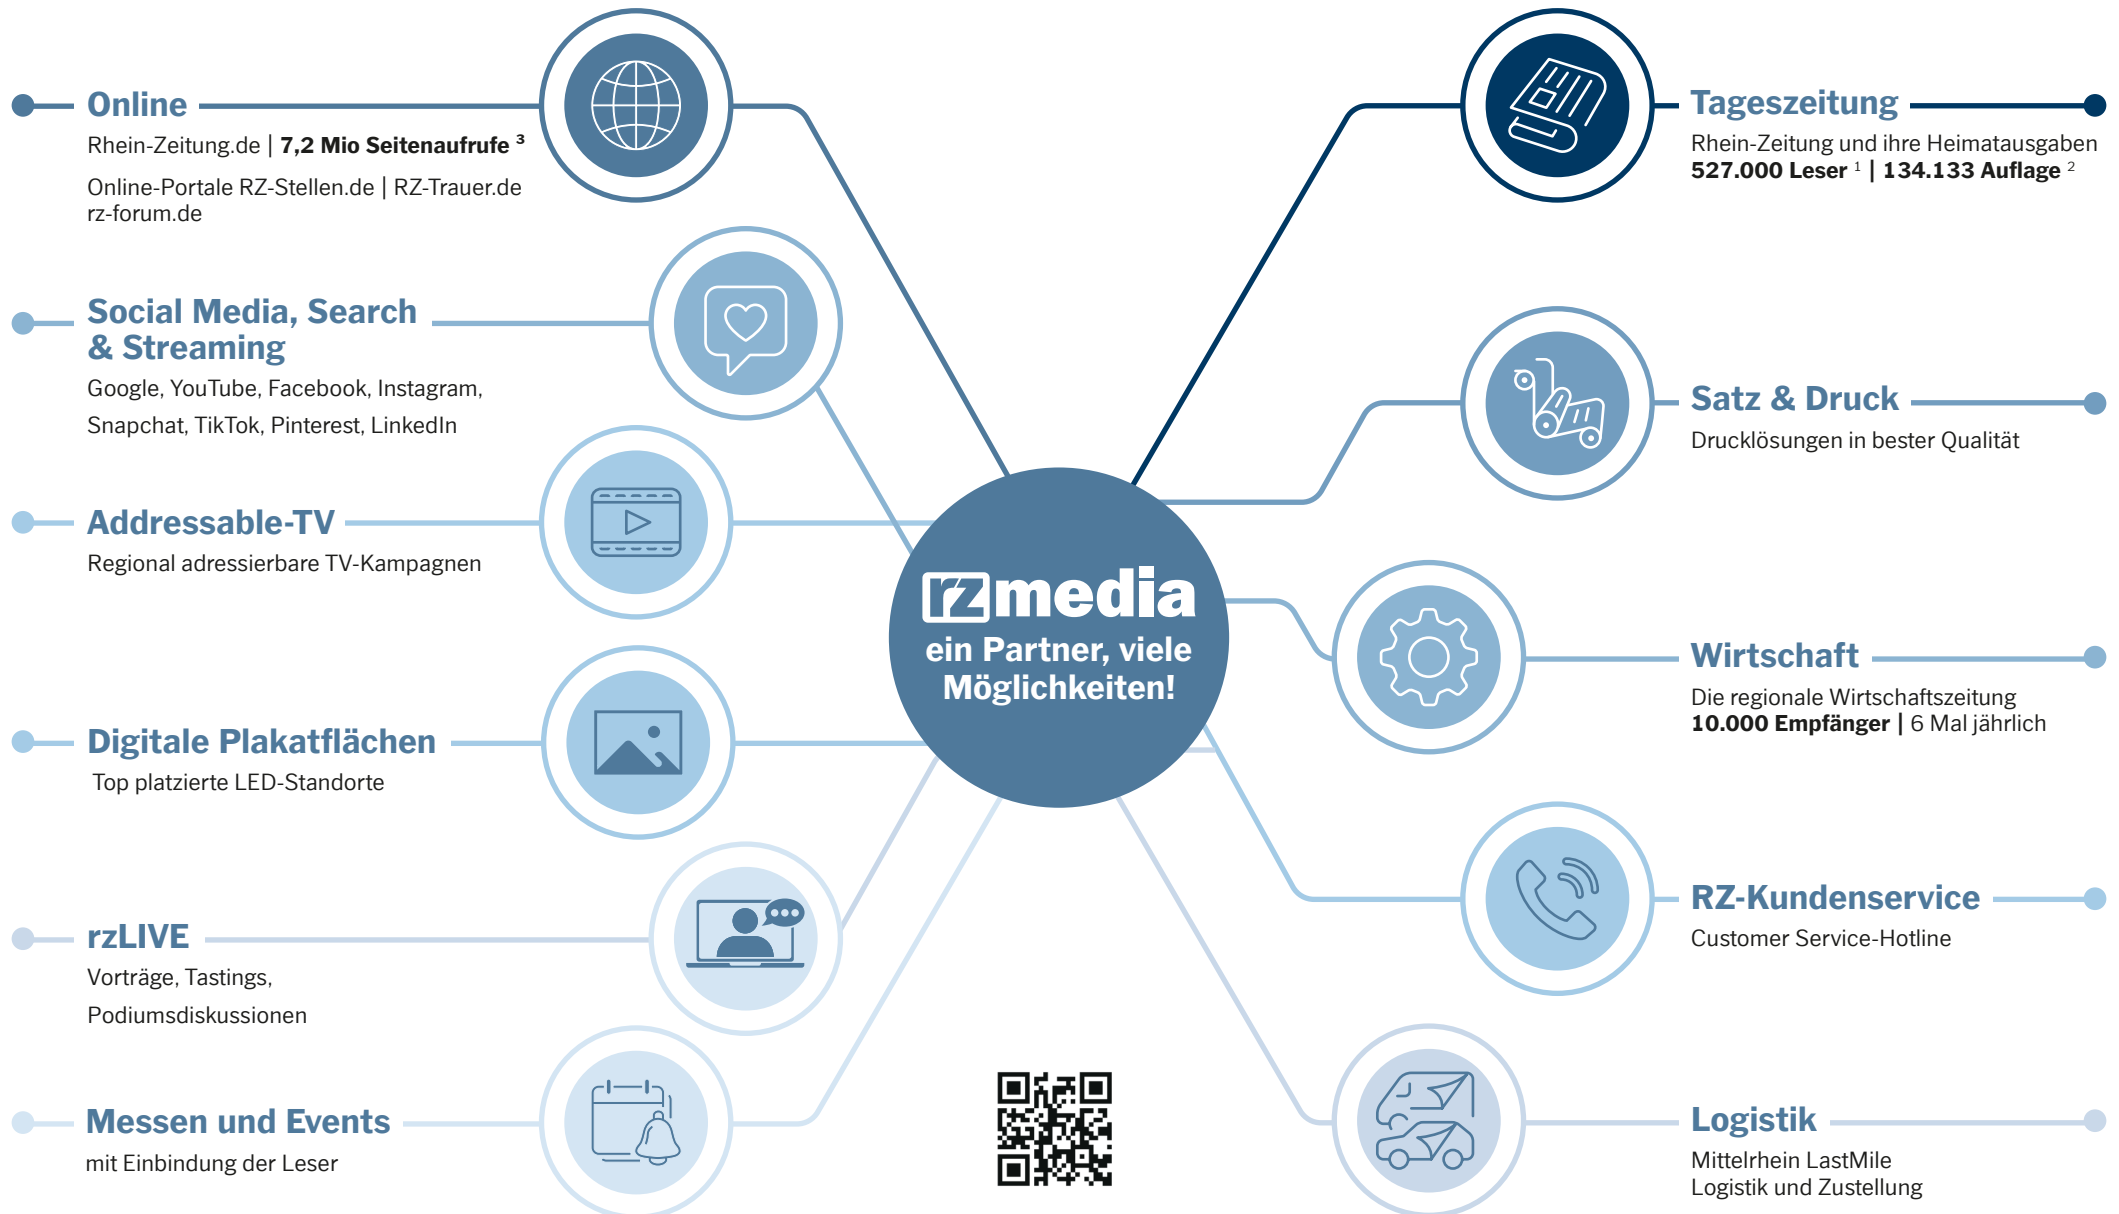 Online
Rhein-Zeitung.de | 7,2 Mio Seitenaufrufe ³
Online-Portale RZ-Stellen.de | RZ-Trauer.de
rz-forum.de
Social Media, Search
& Streaming
Google, YouTube, Facebook, Instagram,
Snapchat, TikTok, Pinterest, LinkedIn
Addressable-TV
Regional adressierbare TV-Kampagnen
Digitale Plakatflächen
Top platzierte LED-Standorte
rzLIVE
Vorträge, Tastings,
Podiumsdiskussionen
Messen und Events
mit Einbindung der Leser
rzmedia
ein Partner, viele
Möglichkeiten!
Tageszeitung
Rhein-Zeitung und ihre Heimatausgaben
527.000 Leser ¹ | 134.133 Auflage ²
Satz & Druck
Drucklösungen in bester Qualität
Wirtschaft
Die regionale Wirtschaftszeitung
10.000 Empfänger | 6 Mal jährlich
RZ-Kundenservice
Customer Service-Hotline
Logistik
Mittelrhein LastMile
Logistik und Zustellung